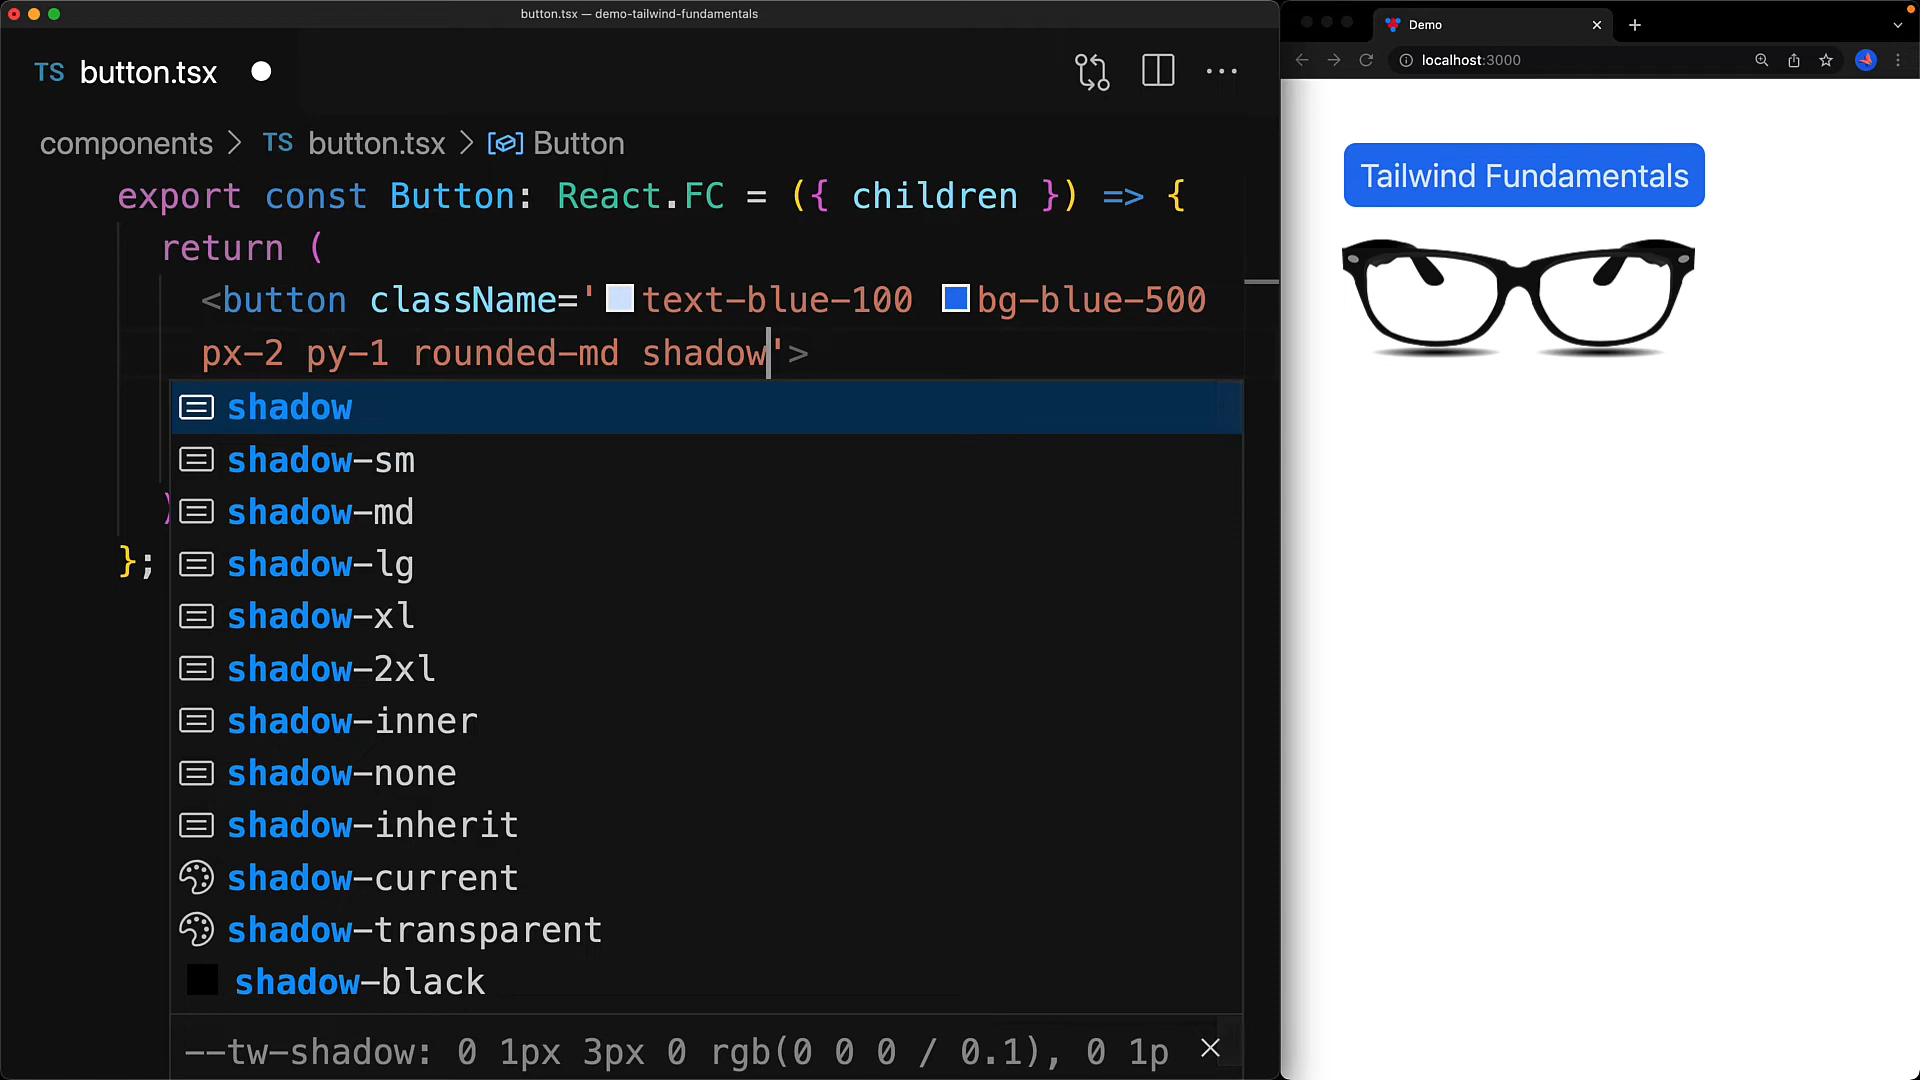 button.tsx — demo-tailwind-fundamentals
TS button.tsx
components > TS button.tsx > Button
export const Button: React.FC = ({ children }) => {
return (
<button className='text-blue-100 bg-blue-500
px-2 py-1 rounded-md shadow'>
shadow
shadow-sm
shadow-md
shadow-lg
shadow-xl
shadow-2xl
shadow-inner
shadow-none
shadow-inherit
shadow-current
shadow-transparent
shadow-black
)
};
--tw-shadow: 0 1px 3px 0 rgb(0 0 0 / 0.1), 0 1p
Demo
localhost:3000
Tailwind Fundamentals